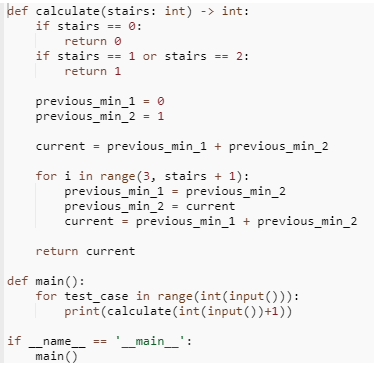 def calculate(stairs: int) -> int:
    if stairs == 0:
        return 0
    if stairs == 1 or stairs == 2:
        return 1

    previous_min_1 = 0
    previous_min_2 = 1

    current = previous_min_1 + previous_min_2

    for i in range(3, stairs + 1):
        previous_min_1 = previous_min_2
        previous_min_2 = current
        current = previous_min_1 + previous_min_2

    return current

def main():
    for test_case in range(int(input())):
        print(calculate(int(input())+1))

if __name__ == '__main__':
    main()